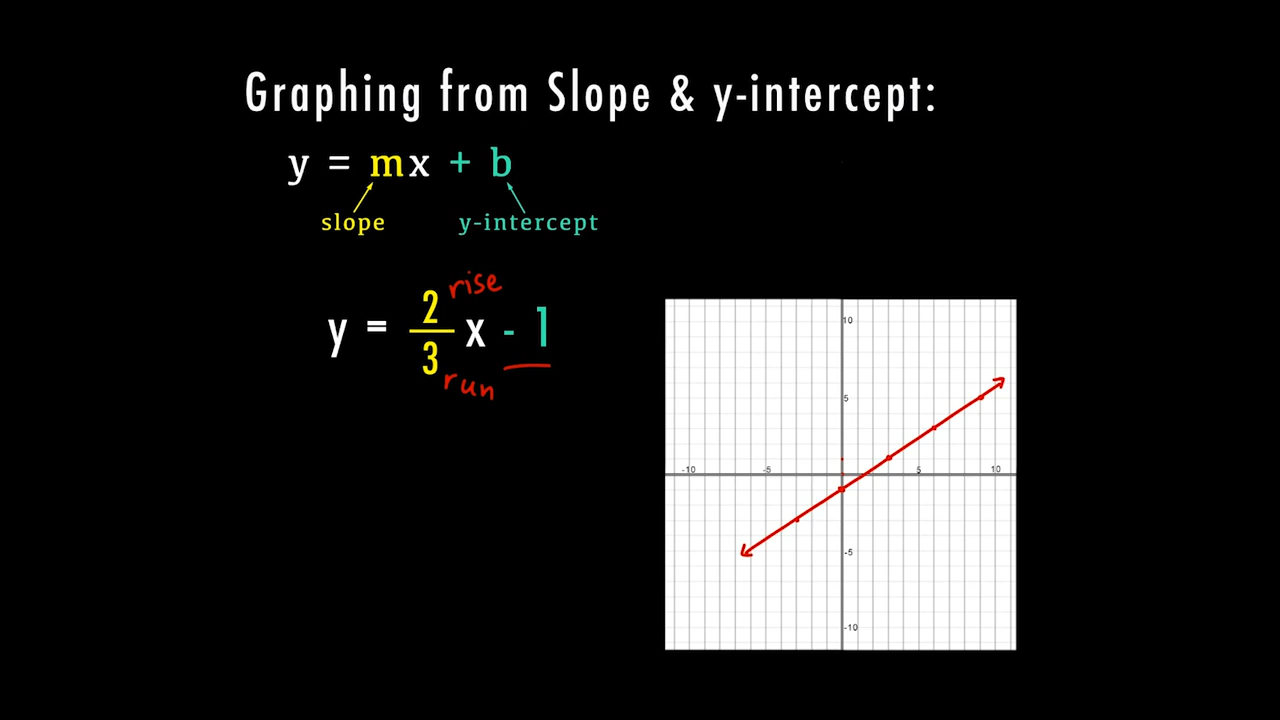 Graphing from Slope & y-intercept:
y = mx + b
slope y-intercept
rise
y = 2/3 x - 1
run
10
5
-10 -5 5 10
-5
-10